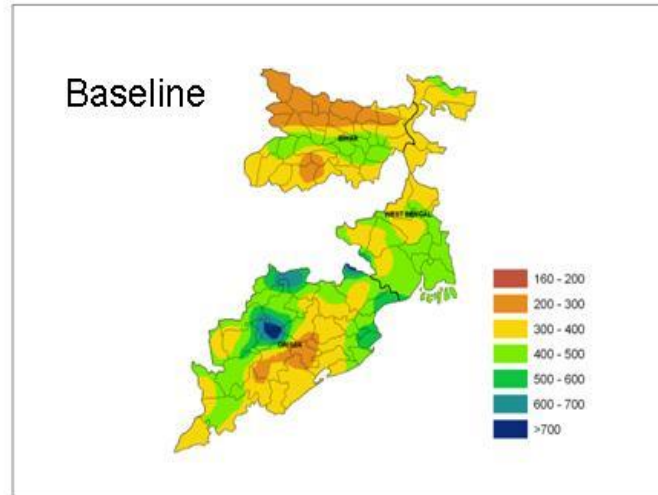 Baseline
BIHAR
WEST BENGAL
ORISSA
160 - 200
200 - 300
300 - 400
400 - 500
500 - 600
600 - 700
>700